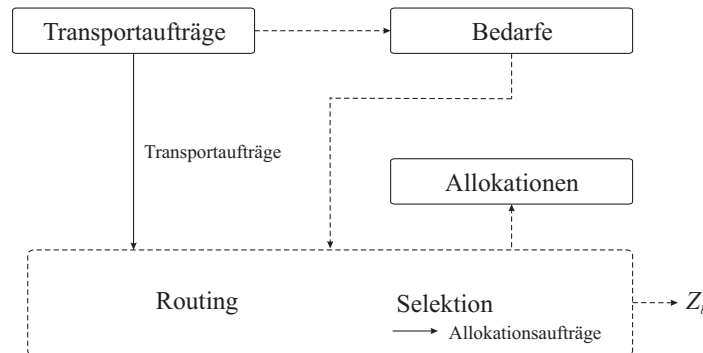 Transportaufträge
Bedarfe
Transportaufträge
Allokationen
Routing
Selektion
Allokationsaufträge